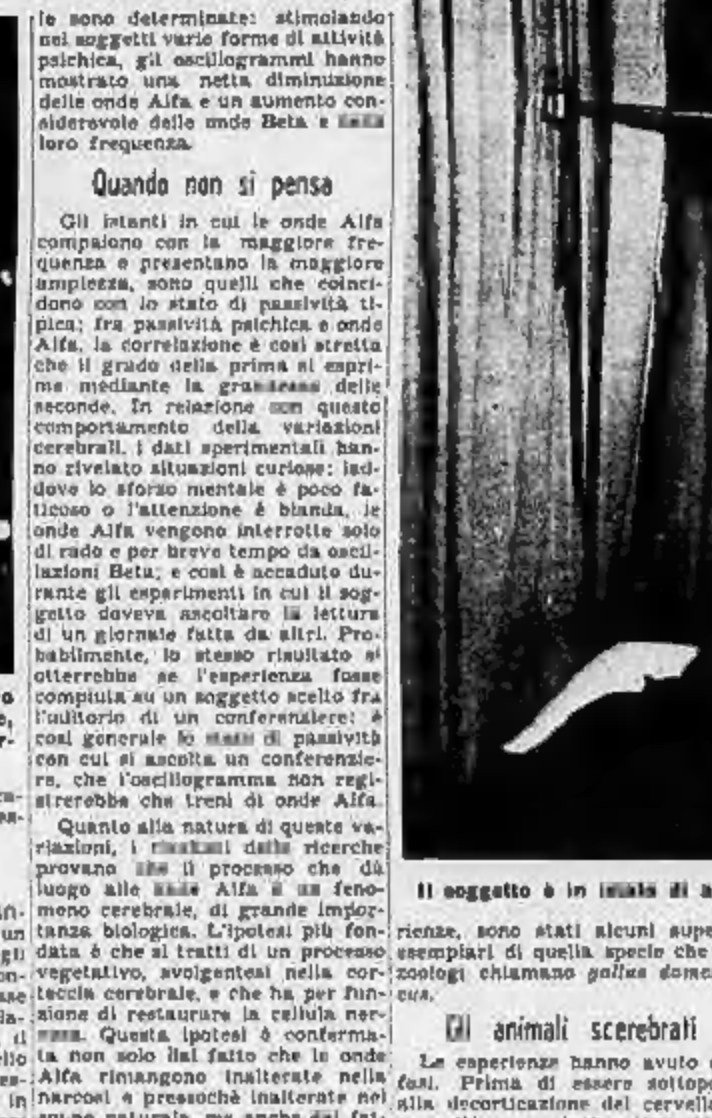 le sono determinate: stimolando
nei soggetti varie forme di attività
psichica, gli oscillogrammi hanno
mostrato una netta diminuzione
delle onde Alfa e un aumento con-
siderevole delle onde Beta e
loro frequenza.
Quando non si pensa
Gli istanti in cui le onde Alfa
compaiono con la maggiore fre-
quenza e presentano la maggiore
ampiezza, sono quelli che coinci-
dono con lo stato di passività ti-
pica; fra passività psichica e onde
Alfa, la correlazione è così stretta
che il grado della prima si espri-
me mediante la delle
seconde. In relazione con questo
comportamento della variazioni
cerebrali, i dati sperimentali han-
no rivelato situazioni curiose: lad-
dove lo sforzo mentale è poco fa-
ticoso o l'attenzione è blanda, le
onde Alfa vengono interrotte solo
di rado e per breve tempo da oscil-
lazioni Beta; e così è accaduto du-
rante gli esperimenti in cui il sog-
getto doveva ascoltare la lettura
di un giornale fatta da altri. Pro-
babilmente, lo stesso risultato si
otterrebbe se l'esperienza fosse
compiuta su un soggetto scelto fra
l'uditorio di un conferenziere: è
così generale lo stato di passività
con cui si ascolta un conferenzie-
re, che l'oscillogramma non regi-
strerebbe che treni di onde Alfa.
Quanto alla natura di queste va-
riazioni, i delle ricerche
provano che il processo che dà
luogo alle onde Alfa è un feno-
meno cerebrale, di grande impor-
tanza biologica. L'ipotesi più fon-
data è che si tratti di un processo
vegetativo, svolgentesi nella cor-
teccia cerebrale, e che ha per fun-
zione di restaurare la cellula ner-
Questa ipotesi è conferma-
ta non solo dal fatto che le onde
Alfa rimangono inalterate nella
narcosi e pressochè inalterate nel
Il soggetto è in di
rienze, sono stati alcuni
esemplari di quella specie che
zoologi chiamano gallus
cus.
Gli animali scerebrati
Le esperienze hanno avuto
fasi. Prima di essere
alla decorticazione del